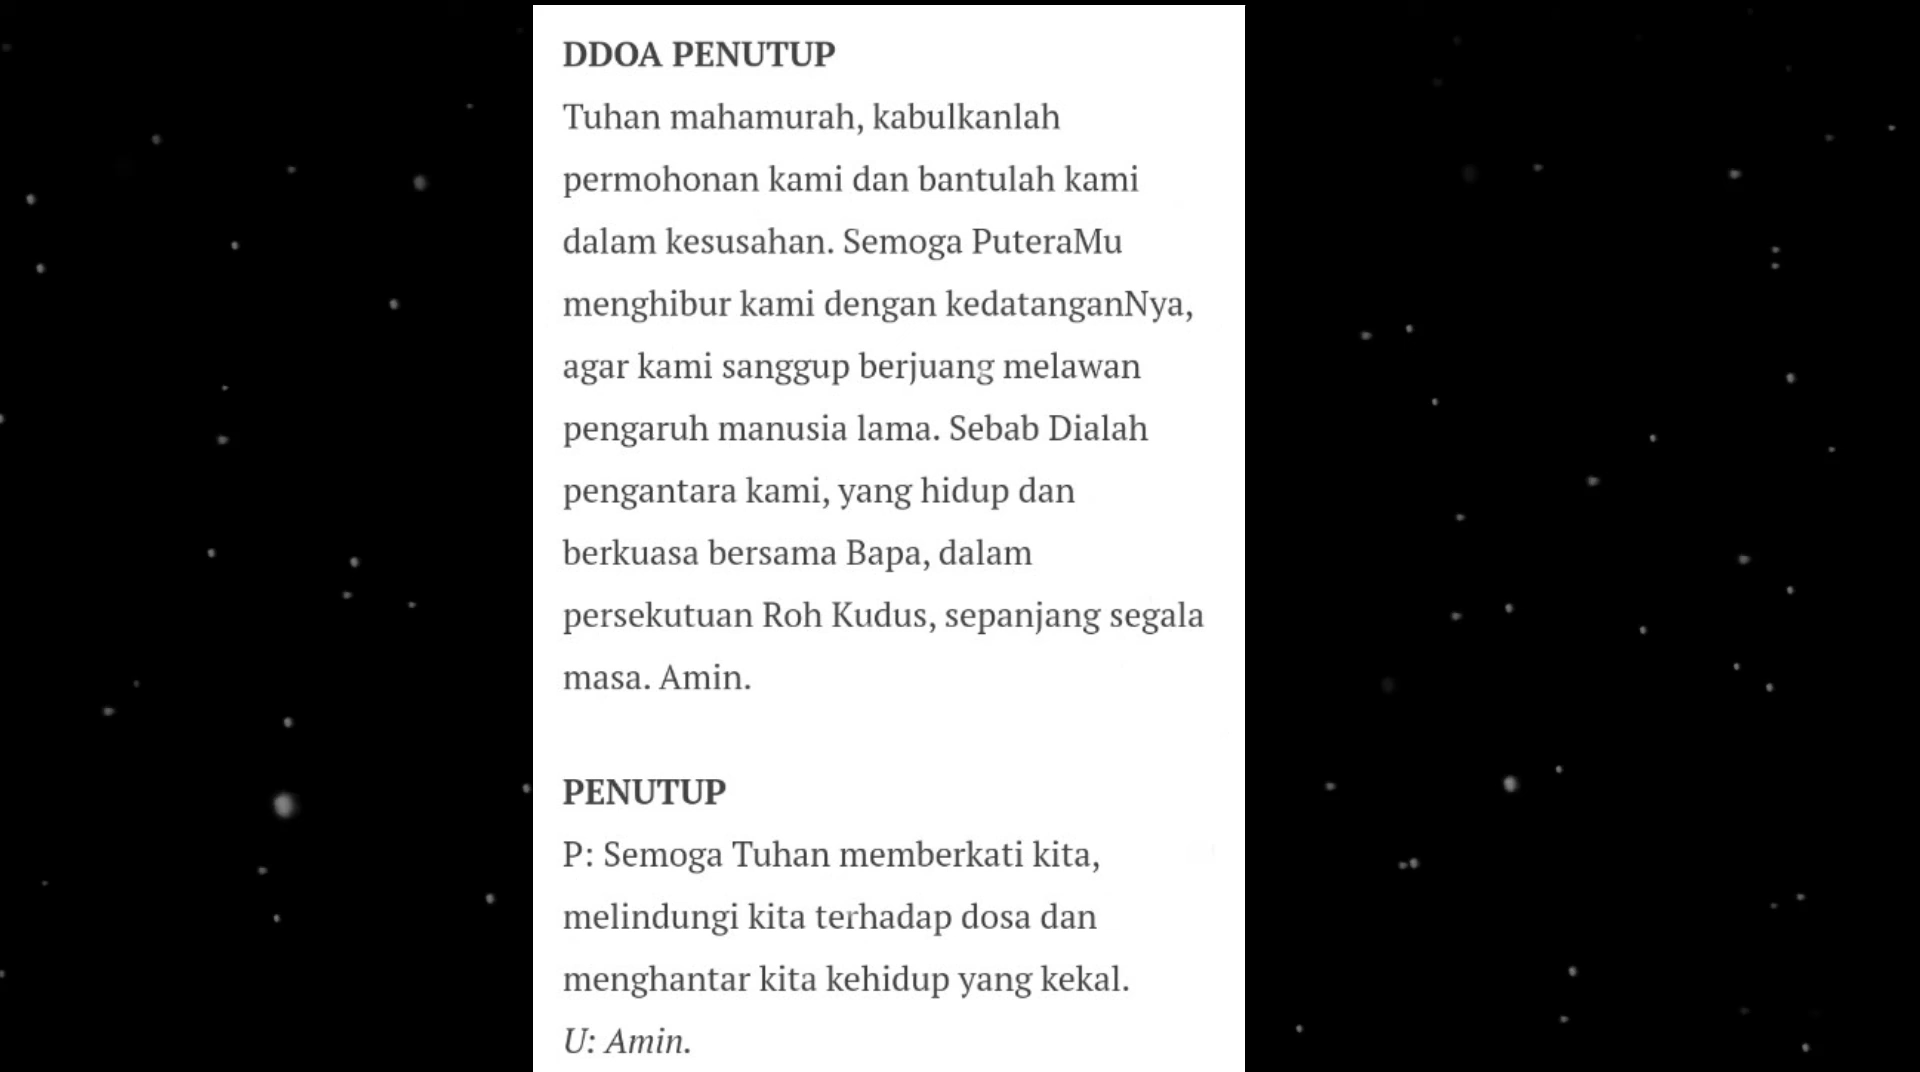 DDOA PENUTUP
Tuhan mahamurah, kabulkanlah
permohonan kami dan bantulah kami
dalam kesusahan. Semoga PuteraMu
menghibur kami dengan kedatanganNya,
agar kami sanggup berjuang melawan
pengaruh manusia lama. Sebab Dialah
pengantara kami, yang hidup dan
berkuasa bersama Bapa, dalam
persekutuan Roh Kudus, sepanjang segala
masa. Amin.
PENUTUP
P: Semoga Tuhan memberkati kita,
melindungi kita terhadap dosa dan
menghantar kita kehidup yang kekal.
U: Amin.